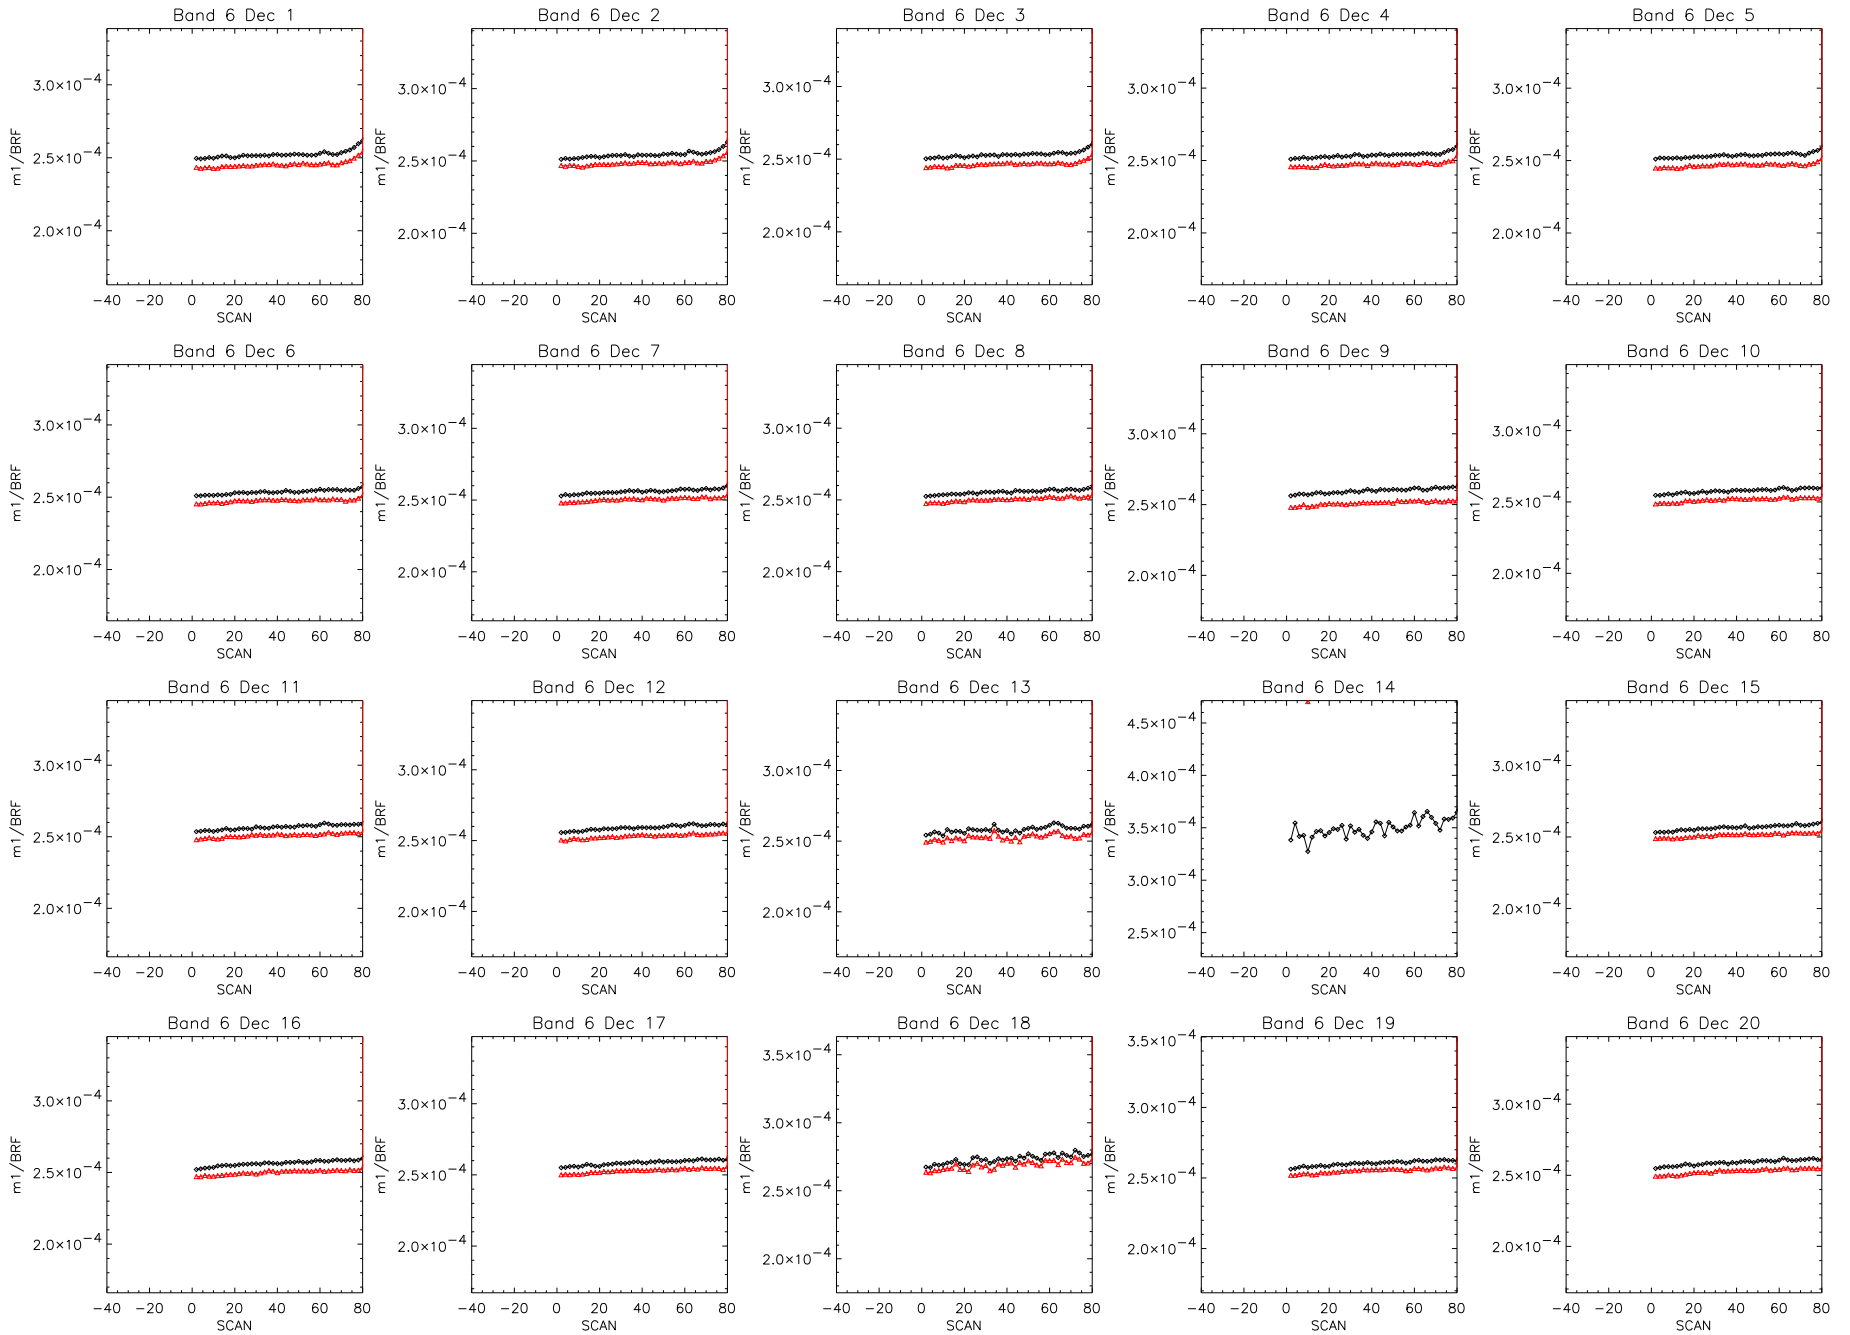 Band 6 Dec 1
m1/BRF
3.0×10−4
2.5×10−4
2.0×10−4
−40 −20 0 20 40 60 80
SCAN
Band 6 Dec 2
m1/BRF
3.0×10−4
2.5×10−4
2.0×10−4
−40 −20 0 20 40 60 80
SCAN
Band 6 Dec 3
m1/BRF
3.0×10−4
2.5×10−4
2.0×10−4
−40 −20 0 20 40 60 80
SCAN
Band 6 Dec 4
m1/BRF
3.0×10−4
2.5×10−4
2.0×10−4
−40 −20 0 20 40 60 80
SCAN
Band 6 Dec 5
m1/BRF
3.0×10−4
2.5×10−4
2.0×10−4
−40 −20 0 20 40 60 80
SCAN
Band 6 Dec 6
m1/BRF
3.0×10−4
2.5×10−4
2.0×10−4
−40 −20 0 20 40 60 80
SCAN
Band 6 Dec 7
m1/BRF
3.0×10−4
2.5×10−4
2.0×10−4
−40 −20 0 20 40 60 80
SCAN
Band 6 Dec 8
m1/BRF
3.0×10−4
2.5×10−4
2.0×10−4
−40 −20 0 20 40 60 80
SCAN
Band 6 Dec 9
m1/BRF
3.0×10−4
2.5×10−4
2.0×10−4
−40 −20 0 20 40 60 80
SCAN
Band 6 Dec 10
m1/BRF
3.0×10−4
2.5×10−4
2.0×10−4
−40 −20 0 20 40 60 80
SCAN
Band 6 Dec 11
m1/BRF
3.0×10−4
2.5×10−4
2.0×10−4
−40 −20 0 20 40 60 80
SCAN
Band 6 Dec 12
m1/BRF
3.0×10−4
2.5×10−4
2.0×10−4
−40 −20 0 20 40 60 80
SCAN
Band 6 Dec 13
m1/BRF
3.0×10−4
2.5×10−4
2.0×10−4
−40 −20 0 20 40 60 80
SCAN
Band 6 Dec 14
m1/BRF
4.5×10−4
4.0×10−4
3.5×10−4
3.0×10−4
2.5×10−4
−40 −20 0 20 40 60 80
SCAN
Band 6 Dec 15
m1/BRF
3.0×10−4
2.5×10−4
2.0×10−4
−40 −20 0 20 40 60 80
SCAN
Band 6 Dec 16
m1/BRF
3.0×10−4
2.5×10−4
2.0×10−4
−40 −20 0 20 40 60 80
SCAN
Band 6 Dec 17
m1/BRF
3.0×10−4
2.5×10−4
2.0×10−4
−40 −20 0 20 40 60 80
SCAN
Band 6 Dec 18
m1/BRF
3.5×10−4
3.0×10−4
2.5×10−4
2.0×10−4
−40 −20 0 20 40 60 80
SCAN
Band 6 Dec 19
m1/BRF
3.5×10−4
3.0×10−4
2.5×10−4
2.0×10−4
−40 −20 0 20 40 60 80
SCAN
Band 6 Dec 20
m1/BRF
3.0×10−4
2.5×10−4
2.0×10−4
−40 −20 0 20 40 60 80
SCAN